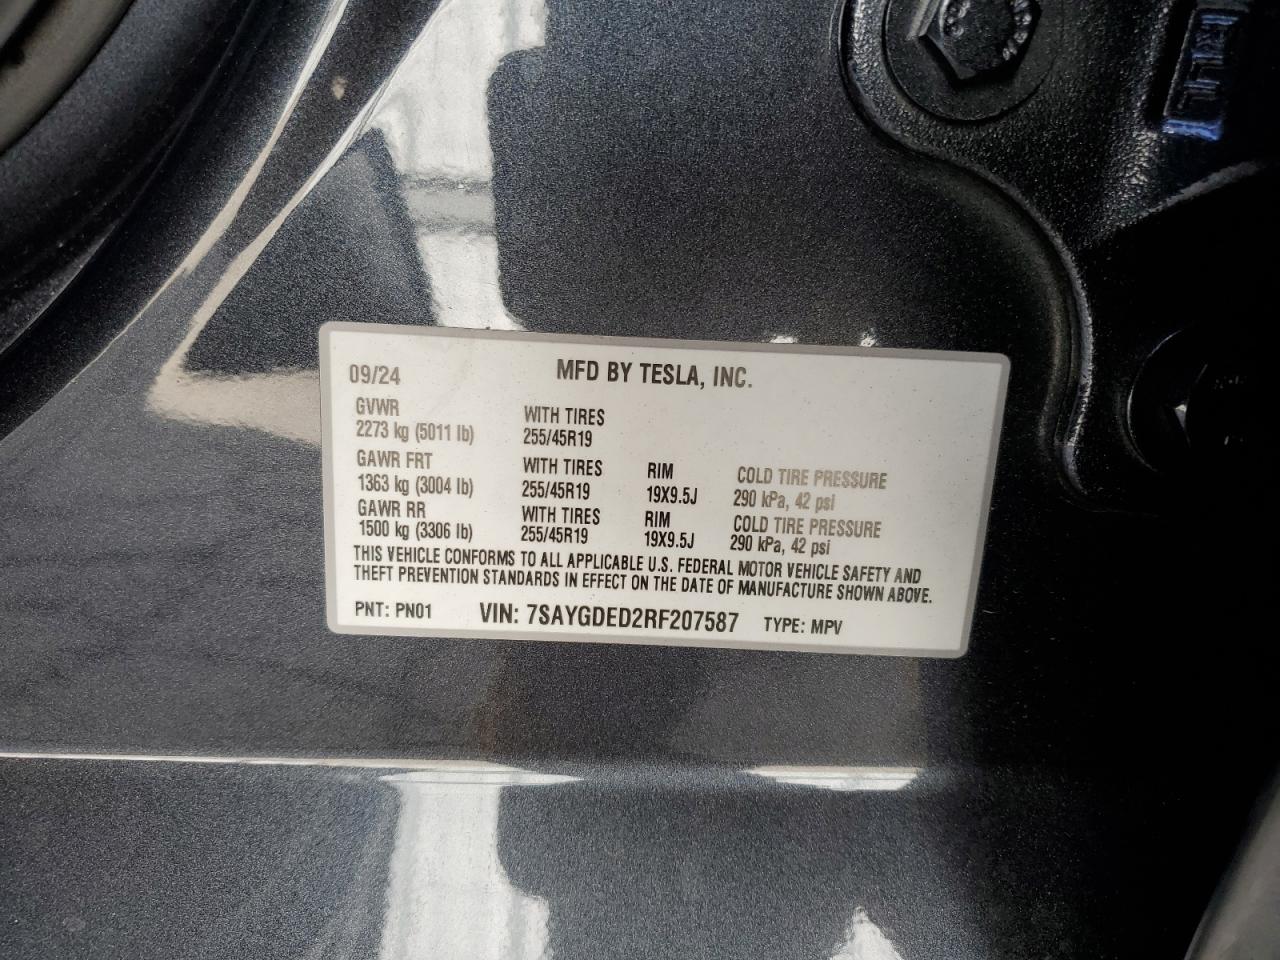 09/24 MFD BY TESLA, INC.
GVWR WITH TIRES
2273 kg (5011 lb) 255/45R19
GAWR FRT WITH TIRES RIM COLD TIRE PRESSURE
1363 kg (3004 lb) 255/45R19 19X9.5J 290 kPa, 42 psi
GAWR RR WITH TIRES RIM COLD TIRE PRESSURE
1500 kg (3306 lb) 255/45R19 19X9.5J 290 kPa, 42 psi
THIS VEHICLE CONFORMS TO ALL APPLICABLE U.S. FEDERAL MOTOR VEHICLE SAFETY AND
THEFT PREVENTION STANDARDS IN EFFECT ON THE DATE OF MANUFACTURE SHOWN ABOVE.
PNT: PN01 VIN: 7SAYGDED2RF207587 TYPE: MPV